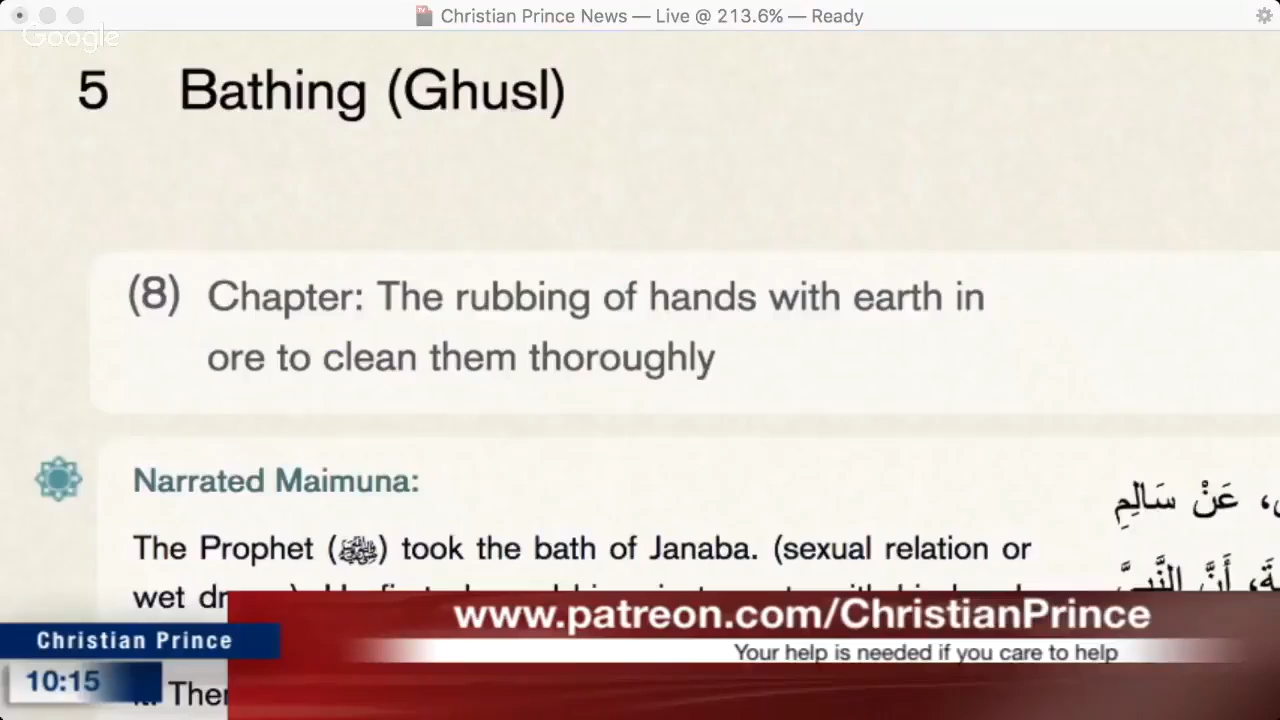 Christian Prince News — Live @ 213.6% — Ready
Google
5 Bathing (Ghusl)
(8) Chapter: The rubbing of hands with earth in
ore to clean them thoroughly
Narrated Maimuna:
The Prophet (ﷺ) took the bath of Janaba. (sexual relation or
wet
عَنْ سَالِمِ
أَنَّ النَّبِيَّ
www.patreon.com/ChristianPrince
Christian Prince
Your help is needed if you care to help
10:15